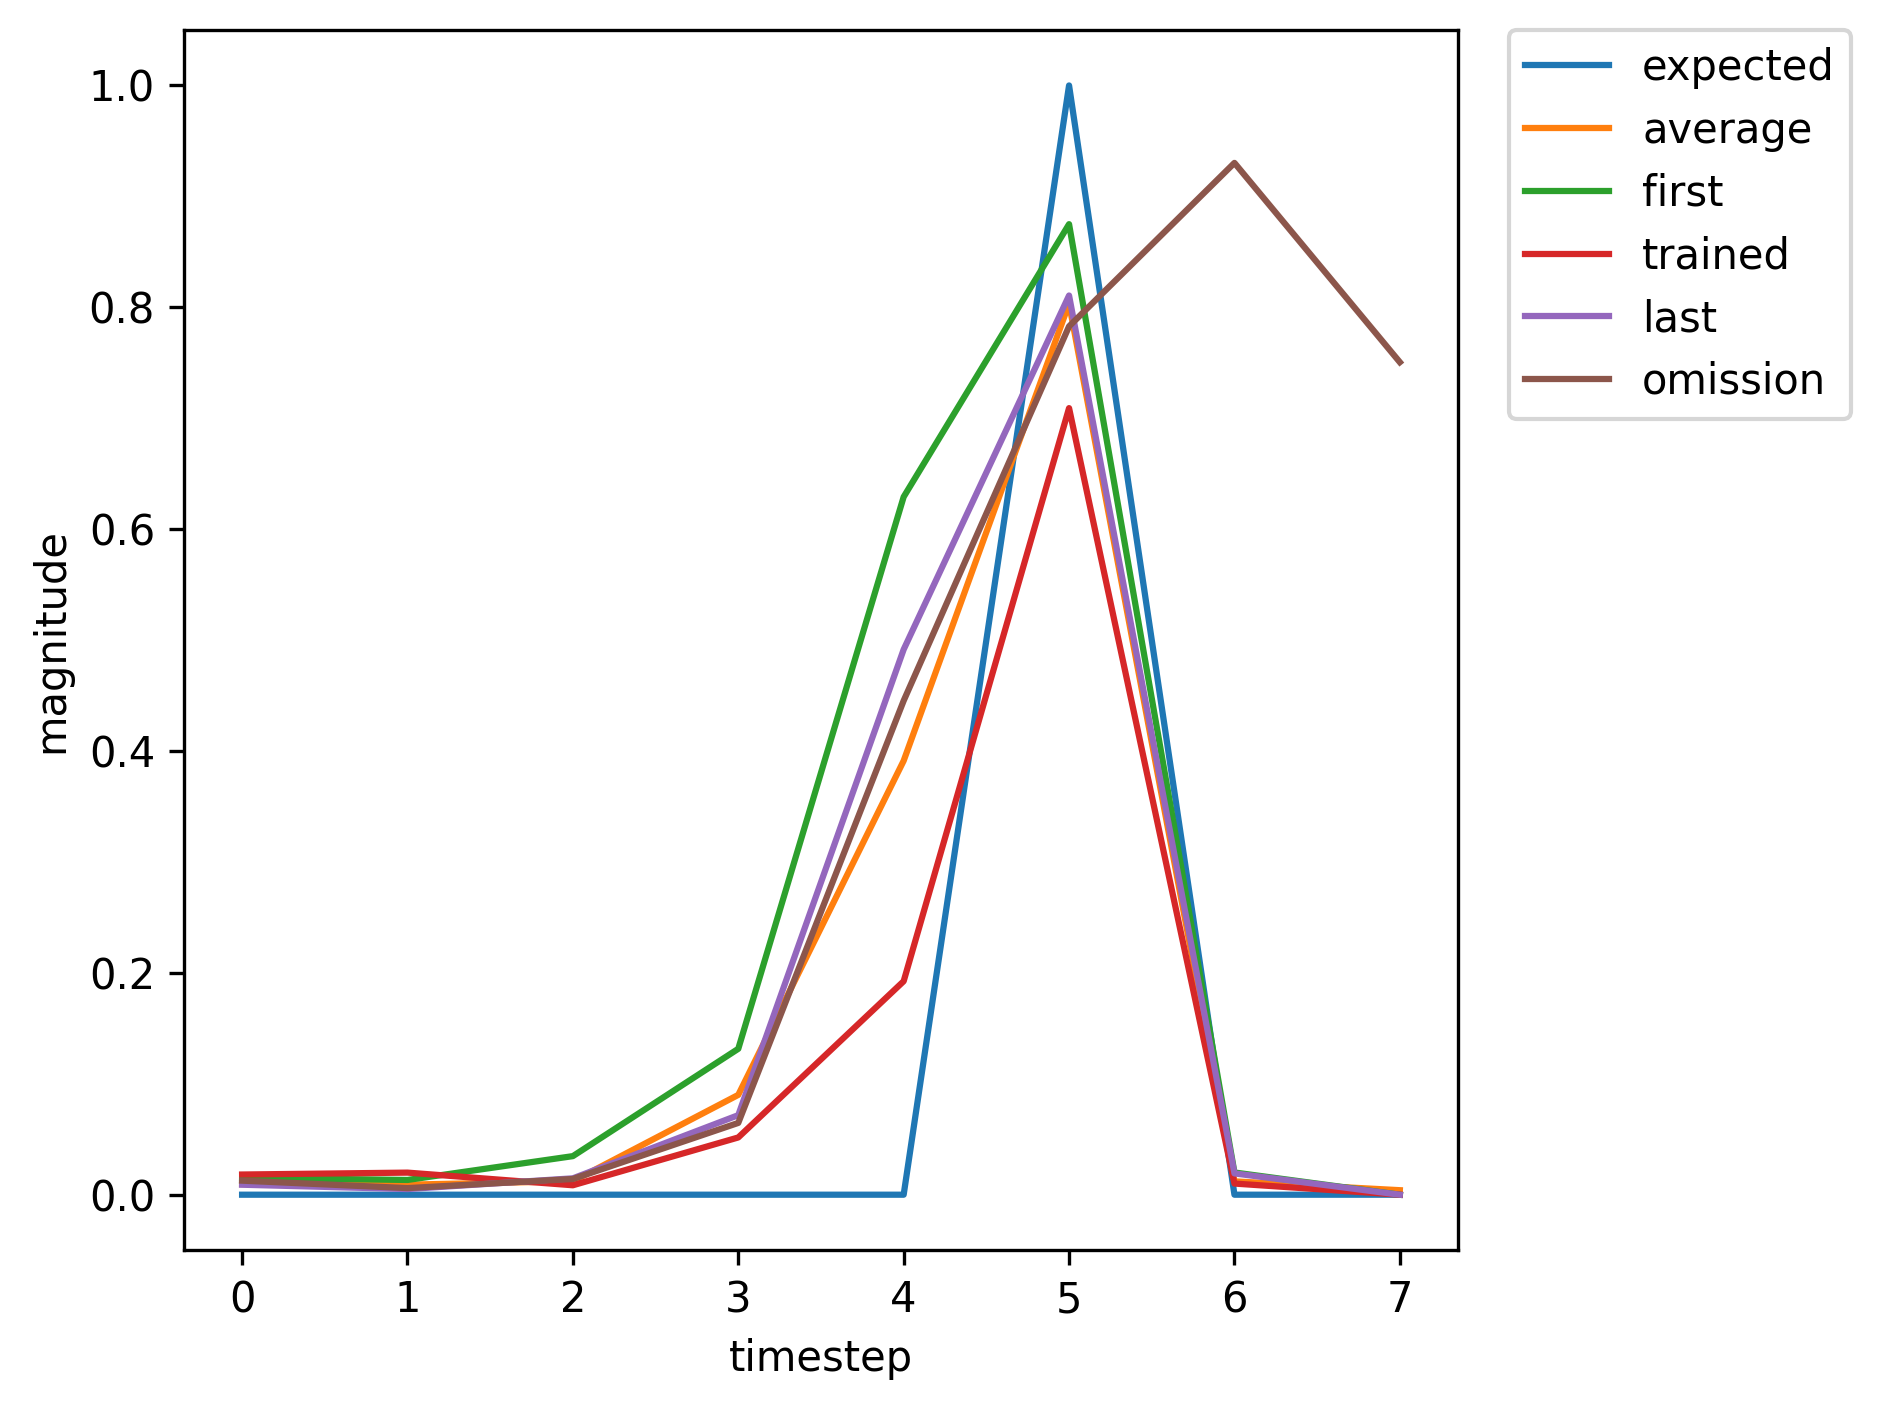 expected
average
first
trained
last
omission
1.0
0.8
0.6
0.4
0.2
0.0
magnitude
0 1 2 3 4 5 6 7
timestep